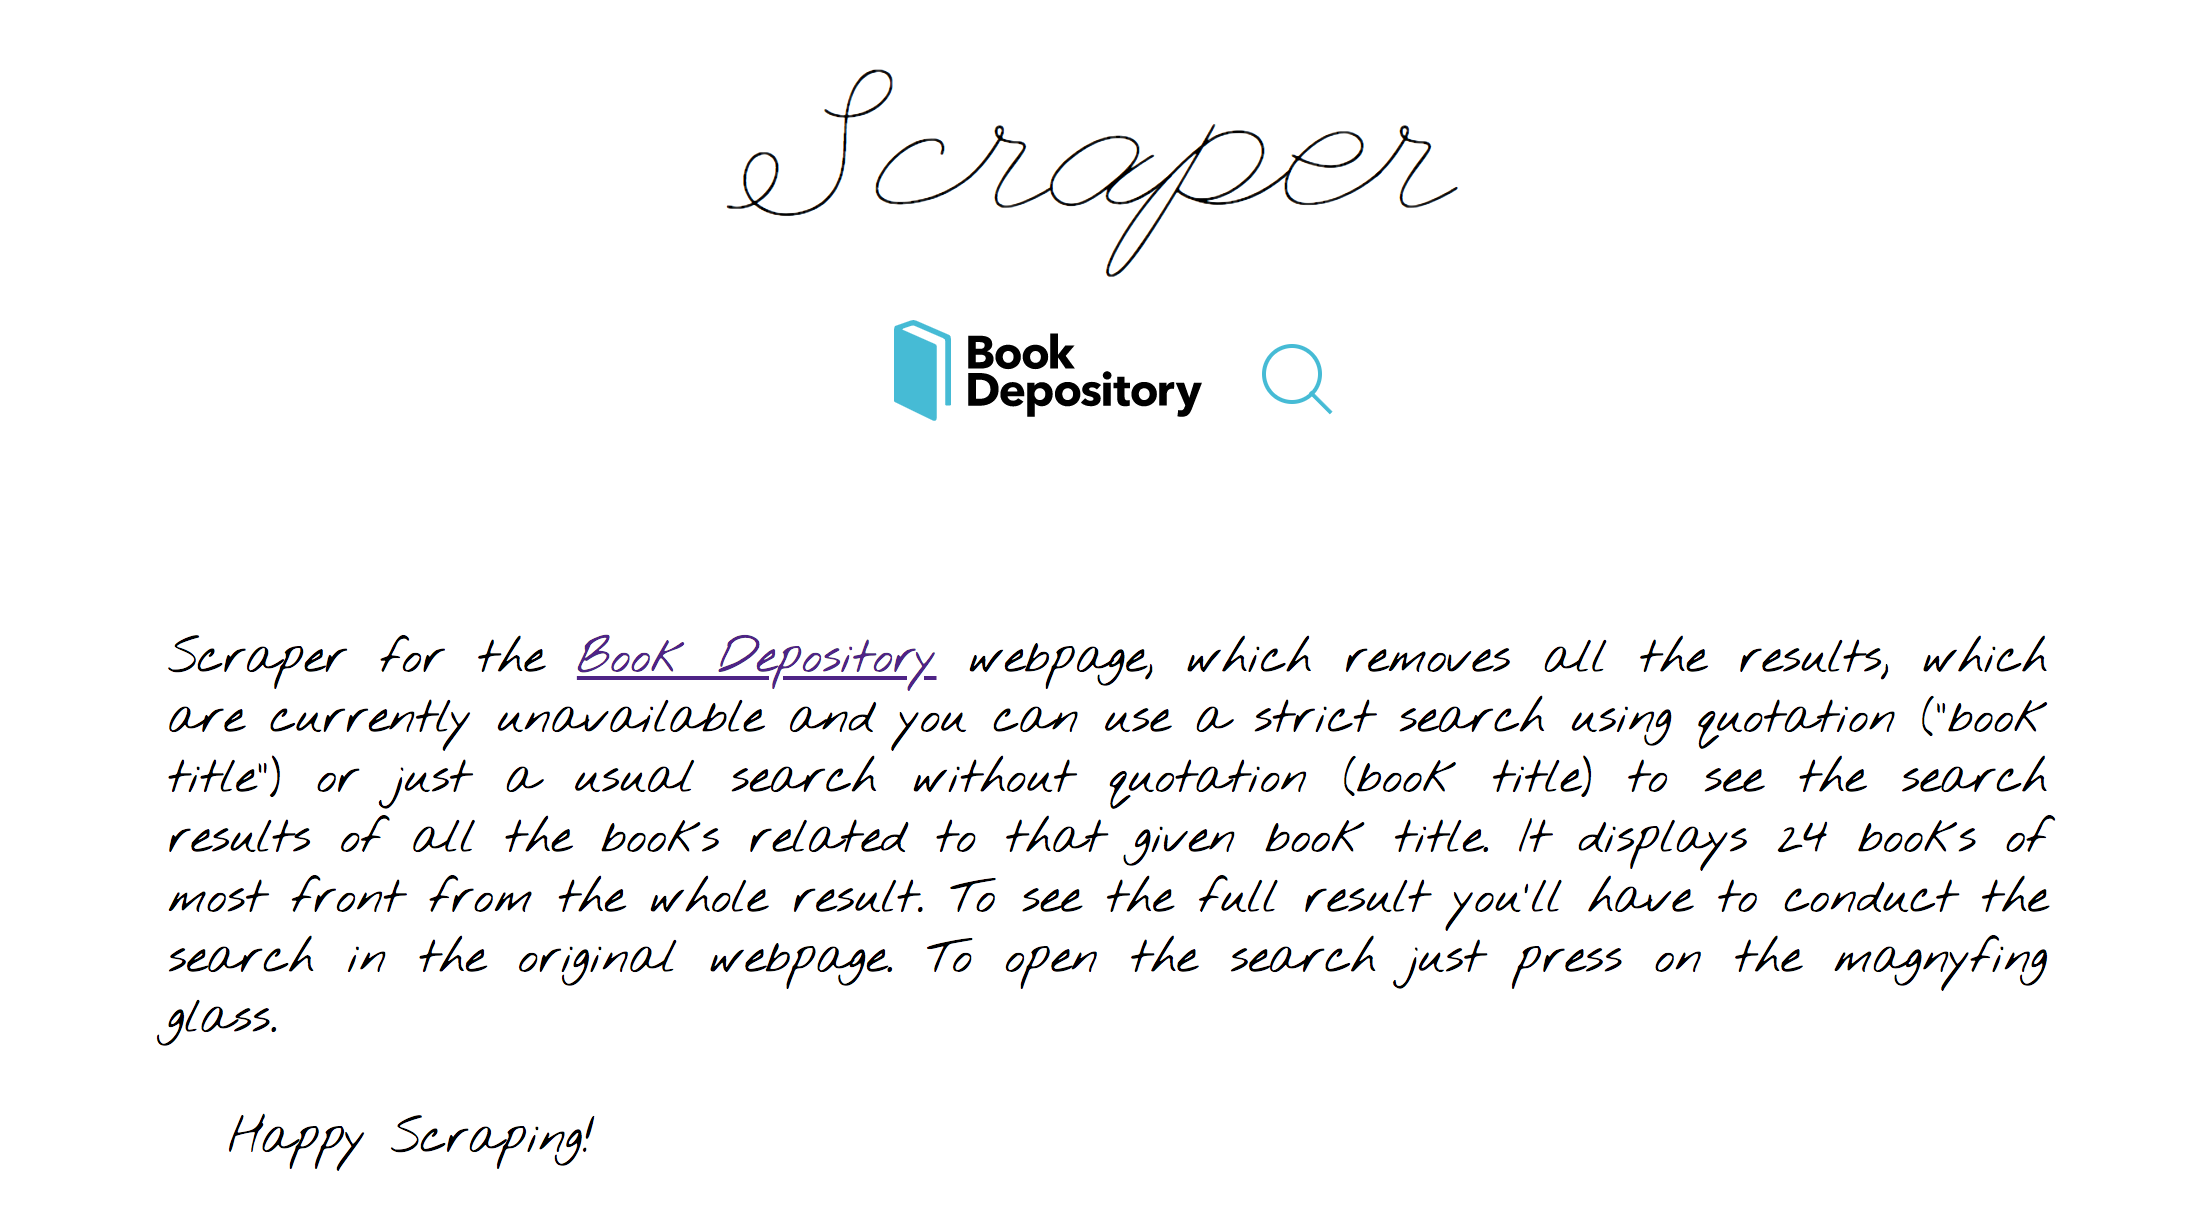 Scraper
Book
Depository
Scraper for the Book Depository webpage, which removes all the results, which
are currently unavailable and you can use a strict search using quotation ("book
title") or just a usual search without quotation (book title) to see the search
results of all the books related to that given book title. It displays 24 books of
most front from the whole result. To see the full result you'll have to conduct the
search in the original webpage. To open the search just press on the magnyfing
glass.
Happy Scraping!